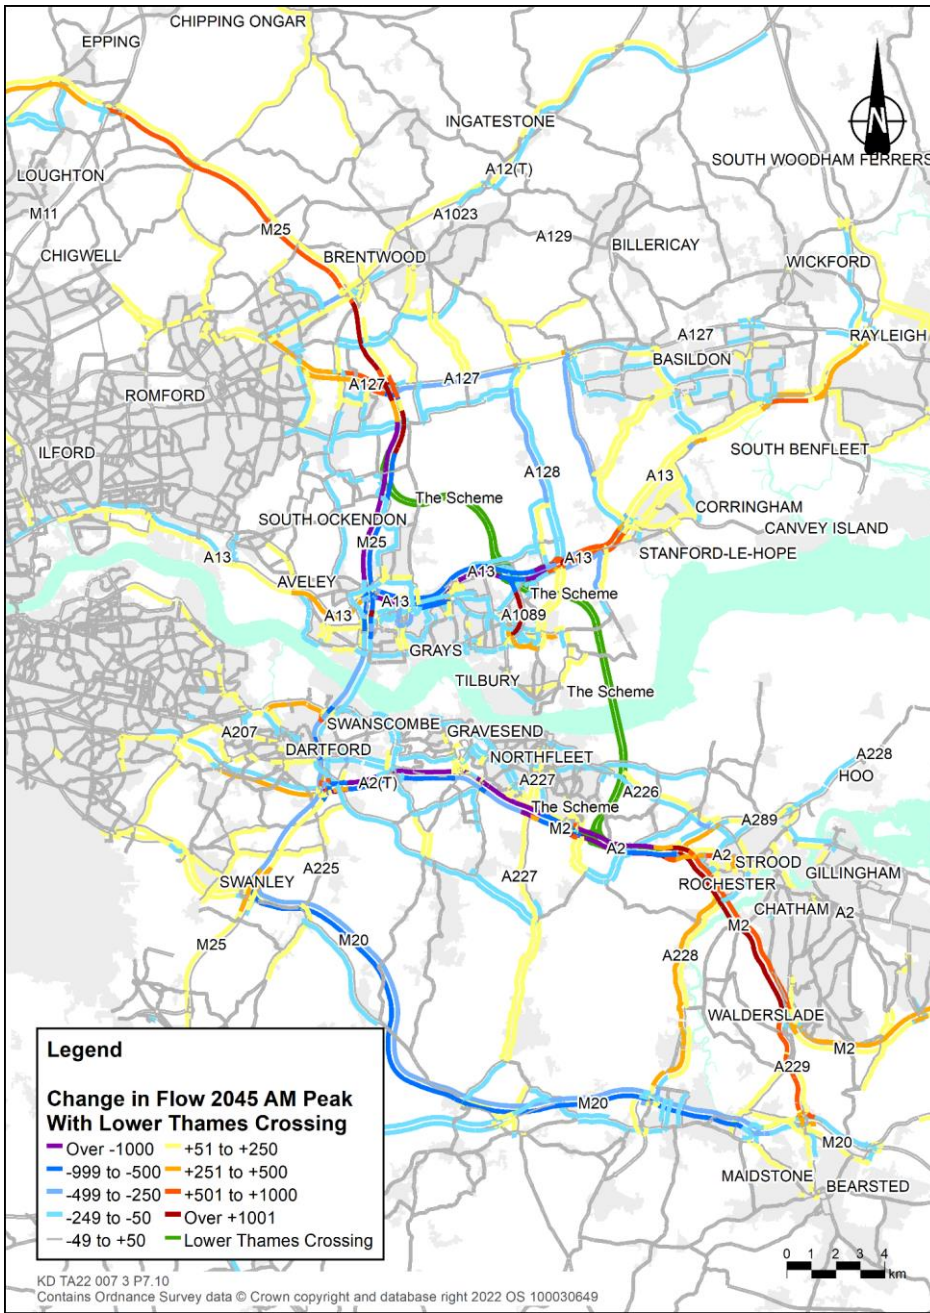 CHIPPING ONGAR
EPPING
INGATESTONE
N
SOUTH WOODHAM FERRERS
LOUGHTON
A12(T)
M11
A1023
M25
A129
BILLERICAY
CHIGWELL
BRENTWOOD
WICKFORD
A127
RAYLEIGH
BASILDON
A127
A127
ROMFORD
ILFORD
SOUTH BENFLEET
A128
A13
The Scheme
CORRINGHAM
SOUTH OCKENDON
CANVEY ISLAND
M25
STANFORD-LE-HOPE
A13
A13
A13
AVELEY
The Scheme
A13
A13
A1089
GRAYS
TILBURY
The Scheme
SWANSCOMBE
A207
GRAVESEND
DARTFORD
NORTHFLEET
A228
HOO
A2(T)
A227
A226
The Scheme
A289
M2
A2
A2
STROOD
A225
A227
GILLINGHAM
SWANLEY
ROCHESTER
CHATHAM
A2
M2
M25
M20
A228
WALDERSLADE
M2
A229
M20
M20
MAIDSTONE
BEARSTED
Legend
Change in Flow 2045 AM Peak
With Lower Thames Crossing
Over -1000
+51 to +250
-999 to -500
+251 to +500
-499 to -250
+501 to +1000
-249 to -50
Over +1001
-49 to +50
Lower Thames Crossing
0 1 2 3 4
km
KD TA22 007 3 P7.10
Contains Ordnance Survey data © Crown copyright and database right 2022 OS 100030649